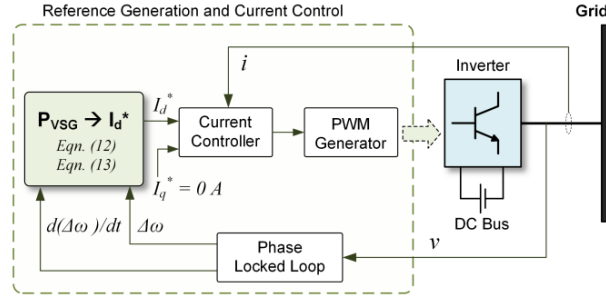 Reference Generation and Current Control
Grid
i
Inverter
P_VSG → I_d*
Eqn. (12)
Eqn. (13)
I_d*
Current
Controller
PWM
Generator
I_q* = 0 A
DC Bus
d(Δω)/dt
Δω
Phase
Locked Loop
v